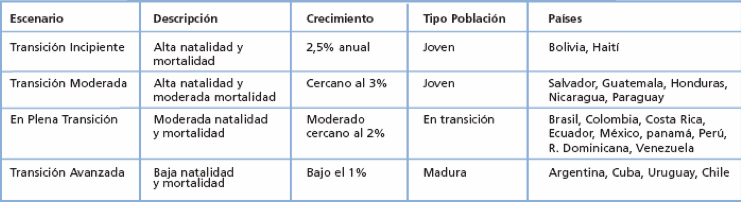 Escenario Descripción Crecimiento Tipo Población Países
Transición Incipiente Alta natalidad y 2,5% anual Joven Bolivia, Haití
mortalidad
Transición Moderada Alta natalidad y Cercano al 3% Joven Salvador, Guatemala, Honduras,
moderada mortalidad Nicaragua, Paraguay
En Plena Transición Moderada natalidad Moderado En transición Brasil, Colombia, Costa Rica,
y mortalidad cercano al 2% Ecuador, México, panamá, Perú,
R. Dominicana, Venezuela
Transición Avanzada Baja natalidad Bajo el 1% Madura Argentina, Cuba, Uruguay, Chile
y mortalidad